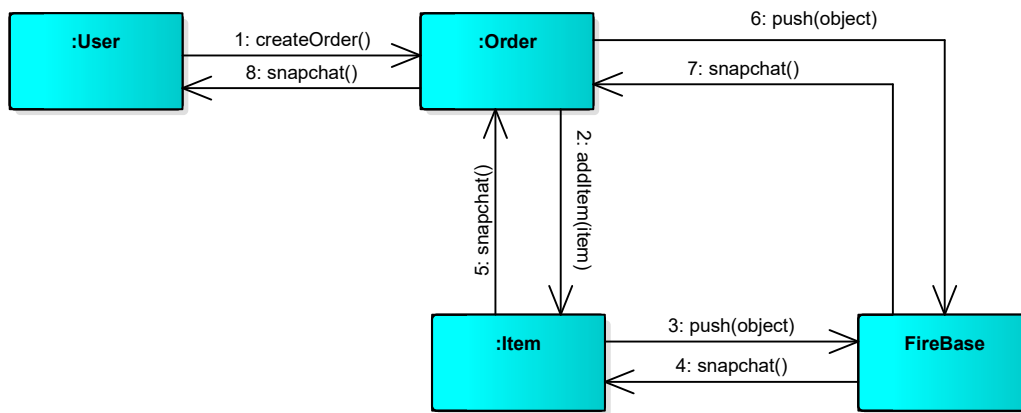 6: push(object)
:User
:Order
1: createOrder()
7: snapchat()
8: snapchat()
2: addItem(item)
5: snapchat()
3: push(object)
:Item
FireBase
4: snapchat()